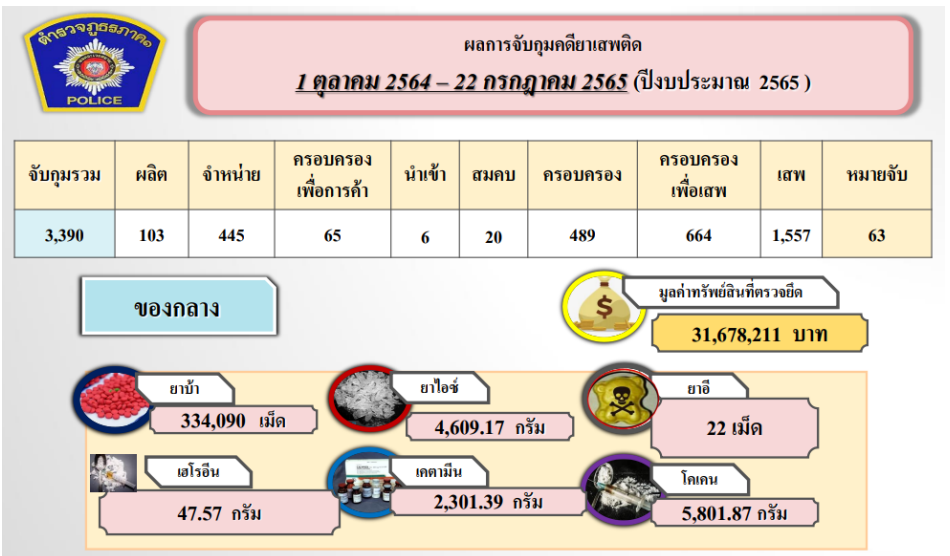 ตำรวจภูธรภาค๑
POLICE
ผลการจับกุมคดียาเสพติด
1 ตุลาคม 2564 – 22 กรกฎาคม 2565 (ปีงบประมาณ 2565 )
จับกุมรวม ผลิต จำหน่าย ครอบครองเพื่อการค้า นำเข้า สมคบ ครอบครอง ครอบครองเพื่อเสพ เสพ หมายจับ
3,390 103 445 65 6 20 489 664 1,557 63
ของกลาง
มูลค่าทรัพย์สินที่ตรวจยึด
31,678,211 บาท
ยาบ้า
334,090 เม็ด
ยาไอซ์
4,609.17 กรัม
ยาอี
22 เม็ด
เฮโรอีน
47.57 กรัม
เคตามีน
2,301.39 กรัม
โคเคน
5,801.87 กรัม